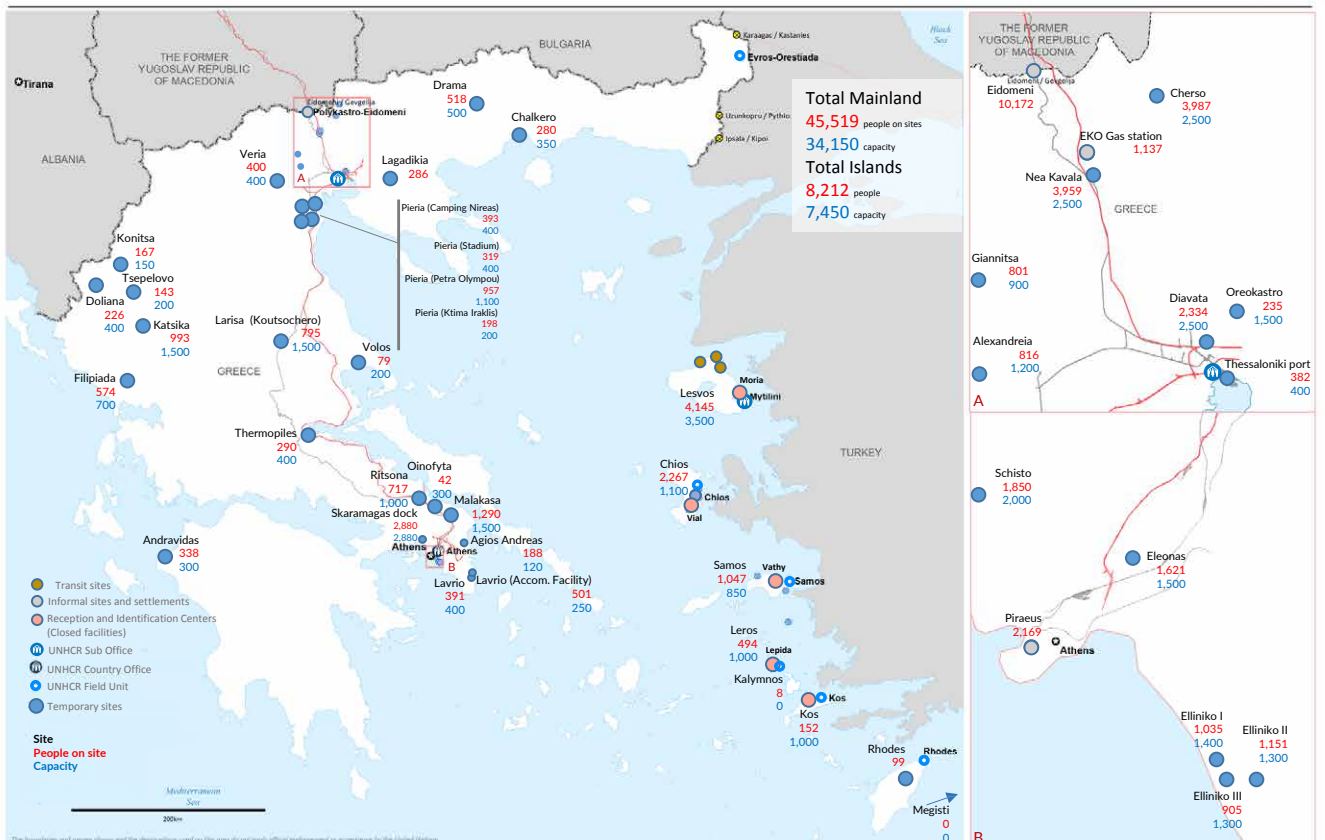 BULGARIA
Black
Sea
THE FORMER
YUGOSLAV REPUBLIC
OF MACEDONIA
Tirana
ALBANIA
Karaagas / Kastanies
Evros-Orestiada
Uzunkopru / Pythio
Ipsala / Kipoi
Total Mainland
45,519 people on sites
34,150 capacity
Total Islands
8,212 people
7,450 capacity
Eidomeni / Gevgelija
Polykastro-Eidomeni
A
Drama
518
500
Chalkero
280
350
Veria
400
400
Lagadikia
286
Pieria (Camping Nireas)
393
400
Pieria (Stadium)
319
400
Pieria (Petra Olympou)
957
1,100
Pieria (Ktima Iraklis)
198
200
Konitsa
167
150
Tsepelovo
143
200
Doliana
226
400
Katsika
993
1,500
Larisa (Koutsochero)
795
1,500
Volos
79
200
GREECE
Filipiada
574
700
Thermopiles
290
400
Oinofyta
42
300
Ritsona
717
1,000
Malakasa
1,290
1,500
Skaramagas dock
2,880
2,880
Athens
Athens
B
Agios Andreas
188
120
Lavrio
391
400
Lavrio (Accom. Facility)
501
250
Andravidas
338
300
Moria
Mytilini
Lesvos
4,145
3,500
TURKEY
Chios
2,267
1,100
Chios
Vial
Samos
1,047
850
Vathy
Samos
Leros
494
1,000
Lepida
Kalymnos
8
0
Kos
Kos
152
1,000
Rhodes
99
Rhodes
Megisti
0
0
Transit sites
Informal sites and settlements
Reception and Identification Centers
(Closed facilities)
UNHCR Sub Office
UNHCR Country Office
UNHCR Field Unit
Temporary sites
Site
People on site
Capacity
Mediterranean
Sea
200km
THE FORMER
YUGOSLAV REPUBLIC
OF MACEDONIA
Eidomeni / Gevgelija
Eidomeni
10,172
Cherso
3,987
2,500
EKO Gas station
1,137
Nea Kavala
3,959
2,500
GREECE
Giannitsa
801
900
Diavata
2,334
2,500
Oreokastro
235
1,500
Alexandreia
816
1,200
Thessaloniki port
382
400
A
Schisto
1,850
2,000
Eleonas
1,621
1,500
Piraeus
2,169
Athens
Elliniko I
1,035
1,400
Elliniko II
1,151
1,300
Elliniko III
905
1,300
B